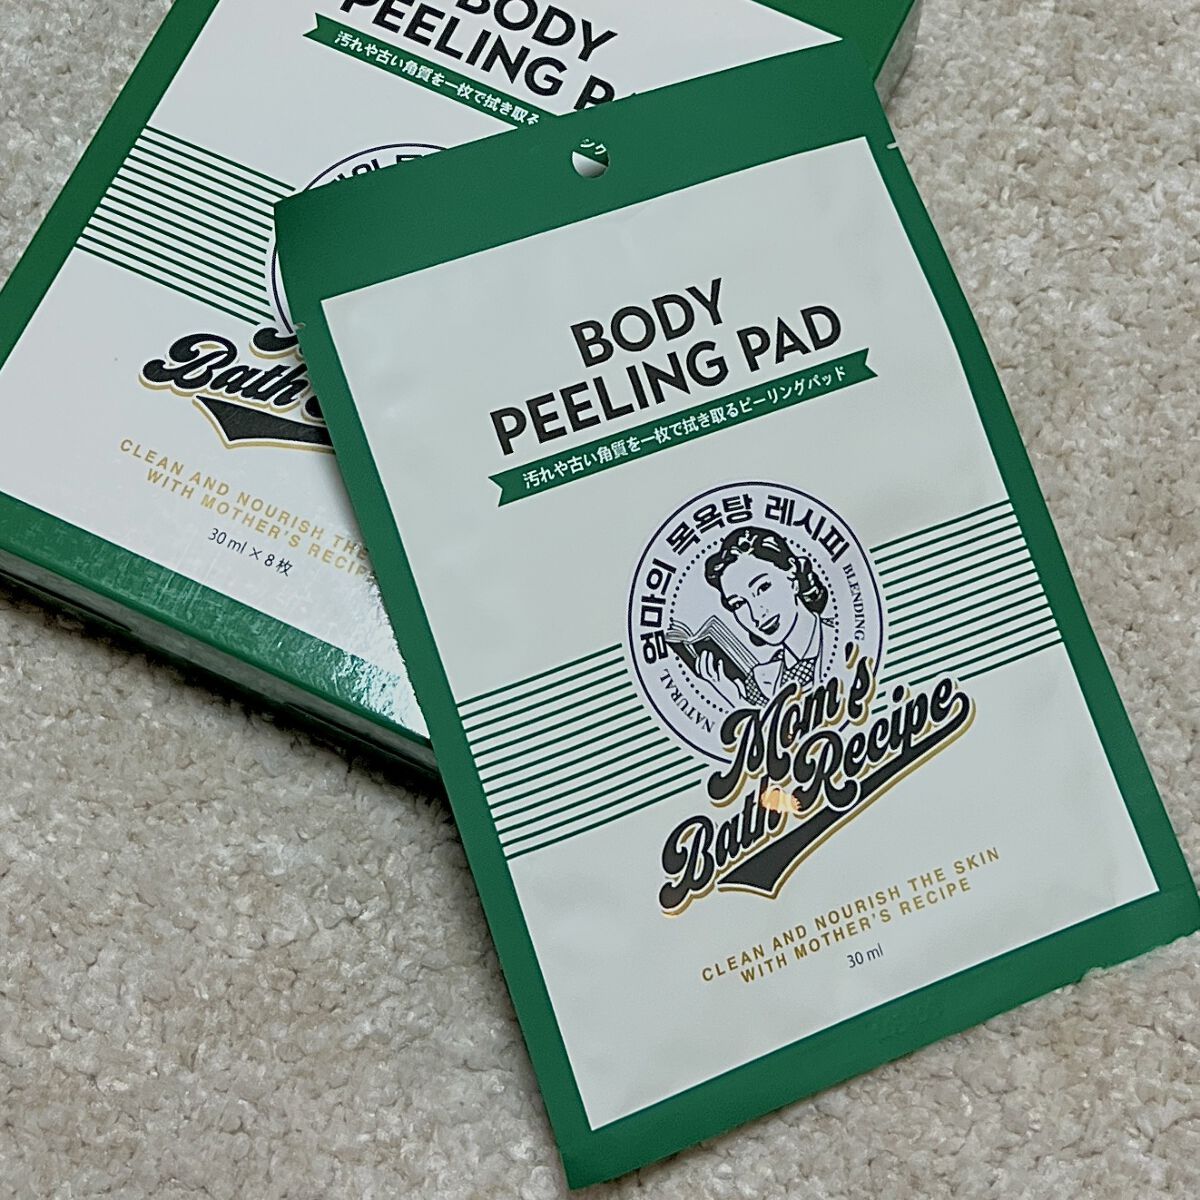 BODY
PEELING PA
汚れや古い角質を一枚で拭き取る
Bath
CLEAN AND NOURISH THE
WITH MOTHER'S RECIP
30 ml × 8枚
ング
BODY
PEELING PAD
汚れや古い角質を一枚で拭き取るピーリングパッド
엄마의 목욕탕 레시피
NATURAL
BLENDING
Mom's
Bath Recipe
CLEAN AND NOURISH THE SKIN
WITH MOTHER'S RECIPE
30 ml